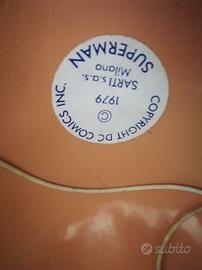 SUPERMAN
Milano
SARTI s.a.s.
1979
©
COPYRIGHT DC COMICS INC.
subito